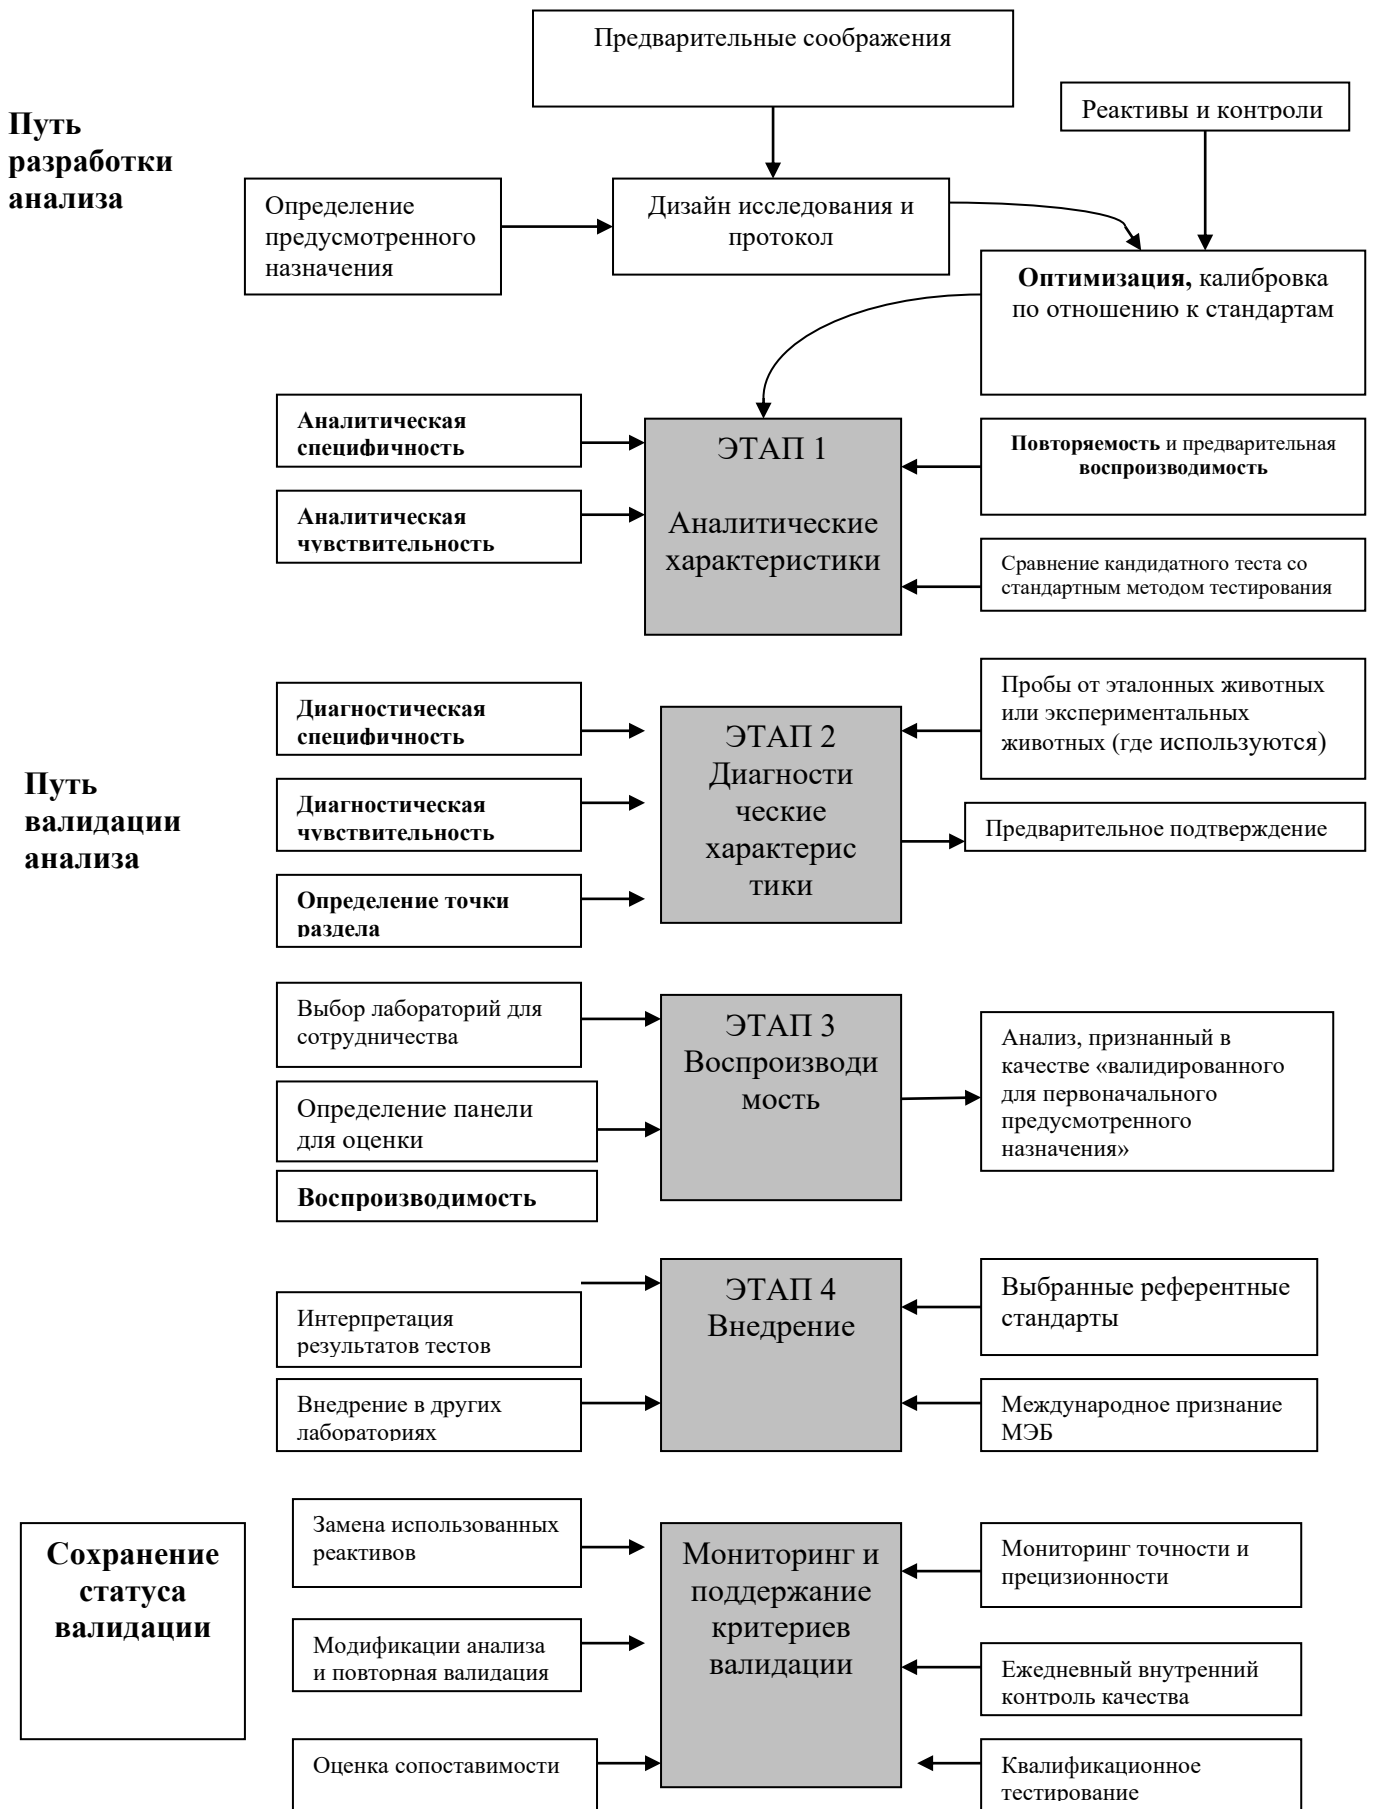 Предварительные соображения
Реактивы и контроли
Путь
разработки
анализа
Определение
предусмотренного
назначения
Дизайн исследования и
протокол
Оптимизация, калибровка
по отношению к стандартам
Аналитическая
специфичность
Аналитическая
чувствительность
ЭТАП 1
Аналитические
характеристики
Повторяемость и предварительная
воспроизводимость
Сравнение кандидатного теста со
стандартным методом тестирования
Путь
валидации
анализа
Диагностическая
специфичность
Диагностическая
чувствительность
Определение точки
раздела
ЭТАП 2
Диагности
ческие
характерис
тики
Пробы от эталонных животных
или экспериментальных
животных (где используются)
Предварительное подтверждение
Выбор лабораторий для
сотрудничества
Определение панели
для оценки
Воспроизводимость
ЭТАП 3
Воспроизводи
мость
Анализ, признанный в
качестве «валидированного
для первоначального
предусмотренного
назначения»
Интерпретация
результатов тестов
Внедрение в других
лабораториях
ЭТАП 4
Внедрение
Выбранные референтные
стандарты
Международное признание
МЭБ
Сохранение
статуса
валидации
Замена использованных
реактивов
Модификации анализа
и повторная валидация
Оценка сопоставимости
Мониторинг и
поддержание
критериев
валидации
Мониторинг точности и
прецизионности
Ежедневный внутренний
контроль качества
Квалификационное
тестирование